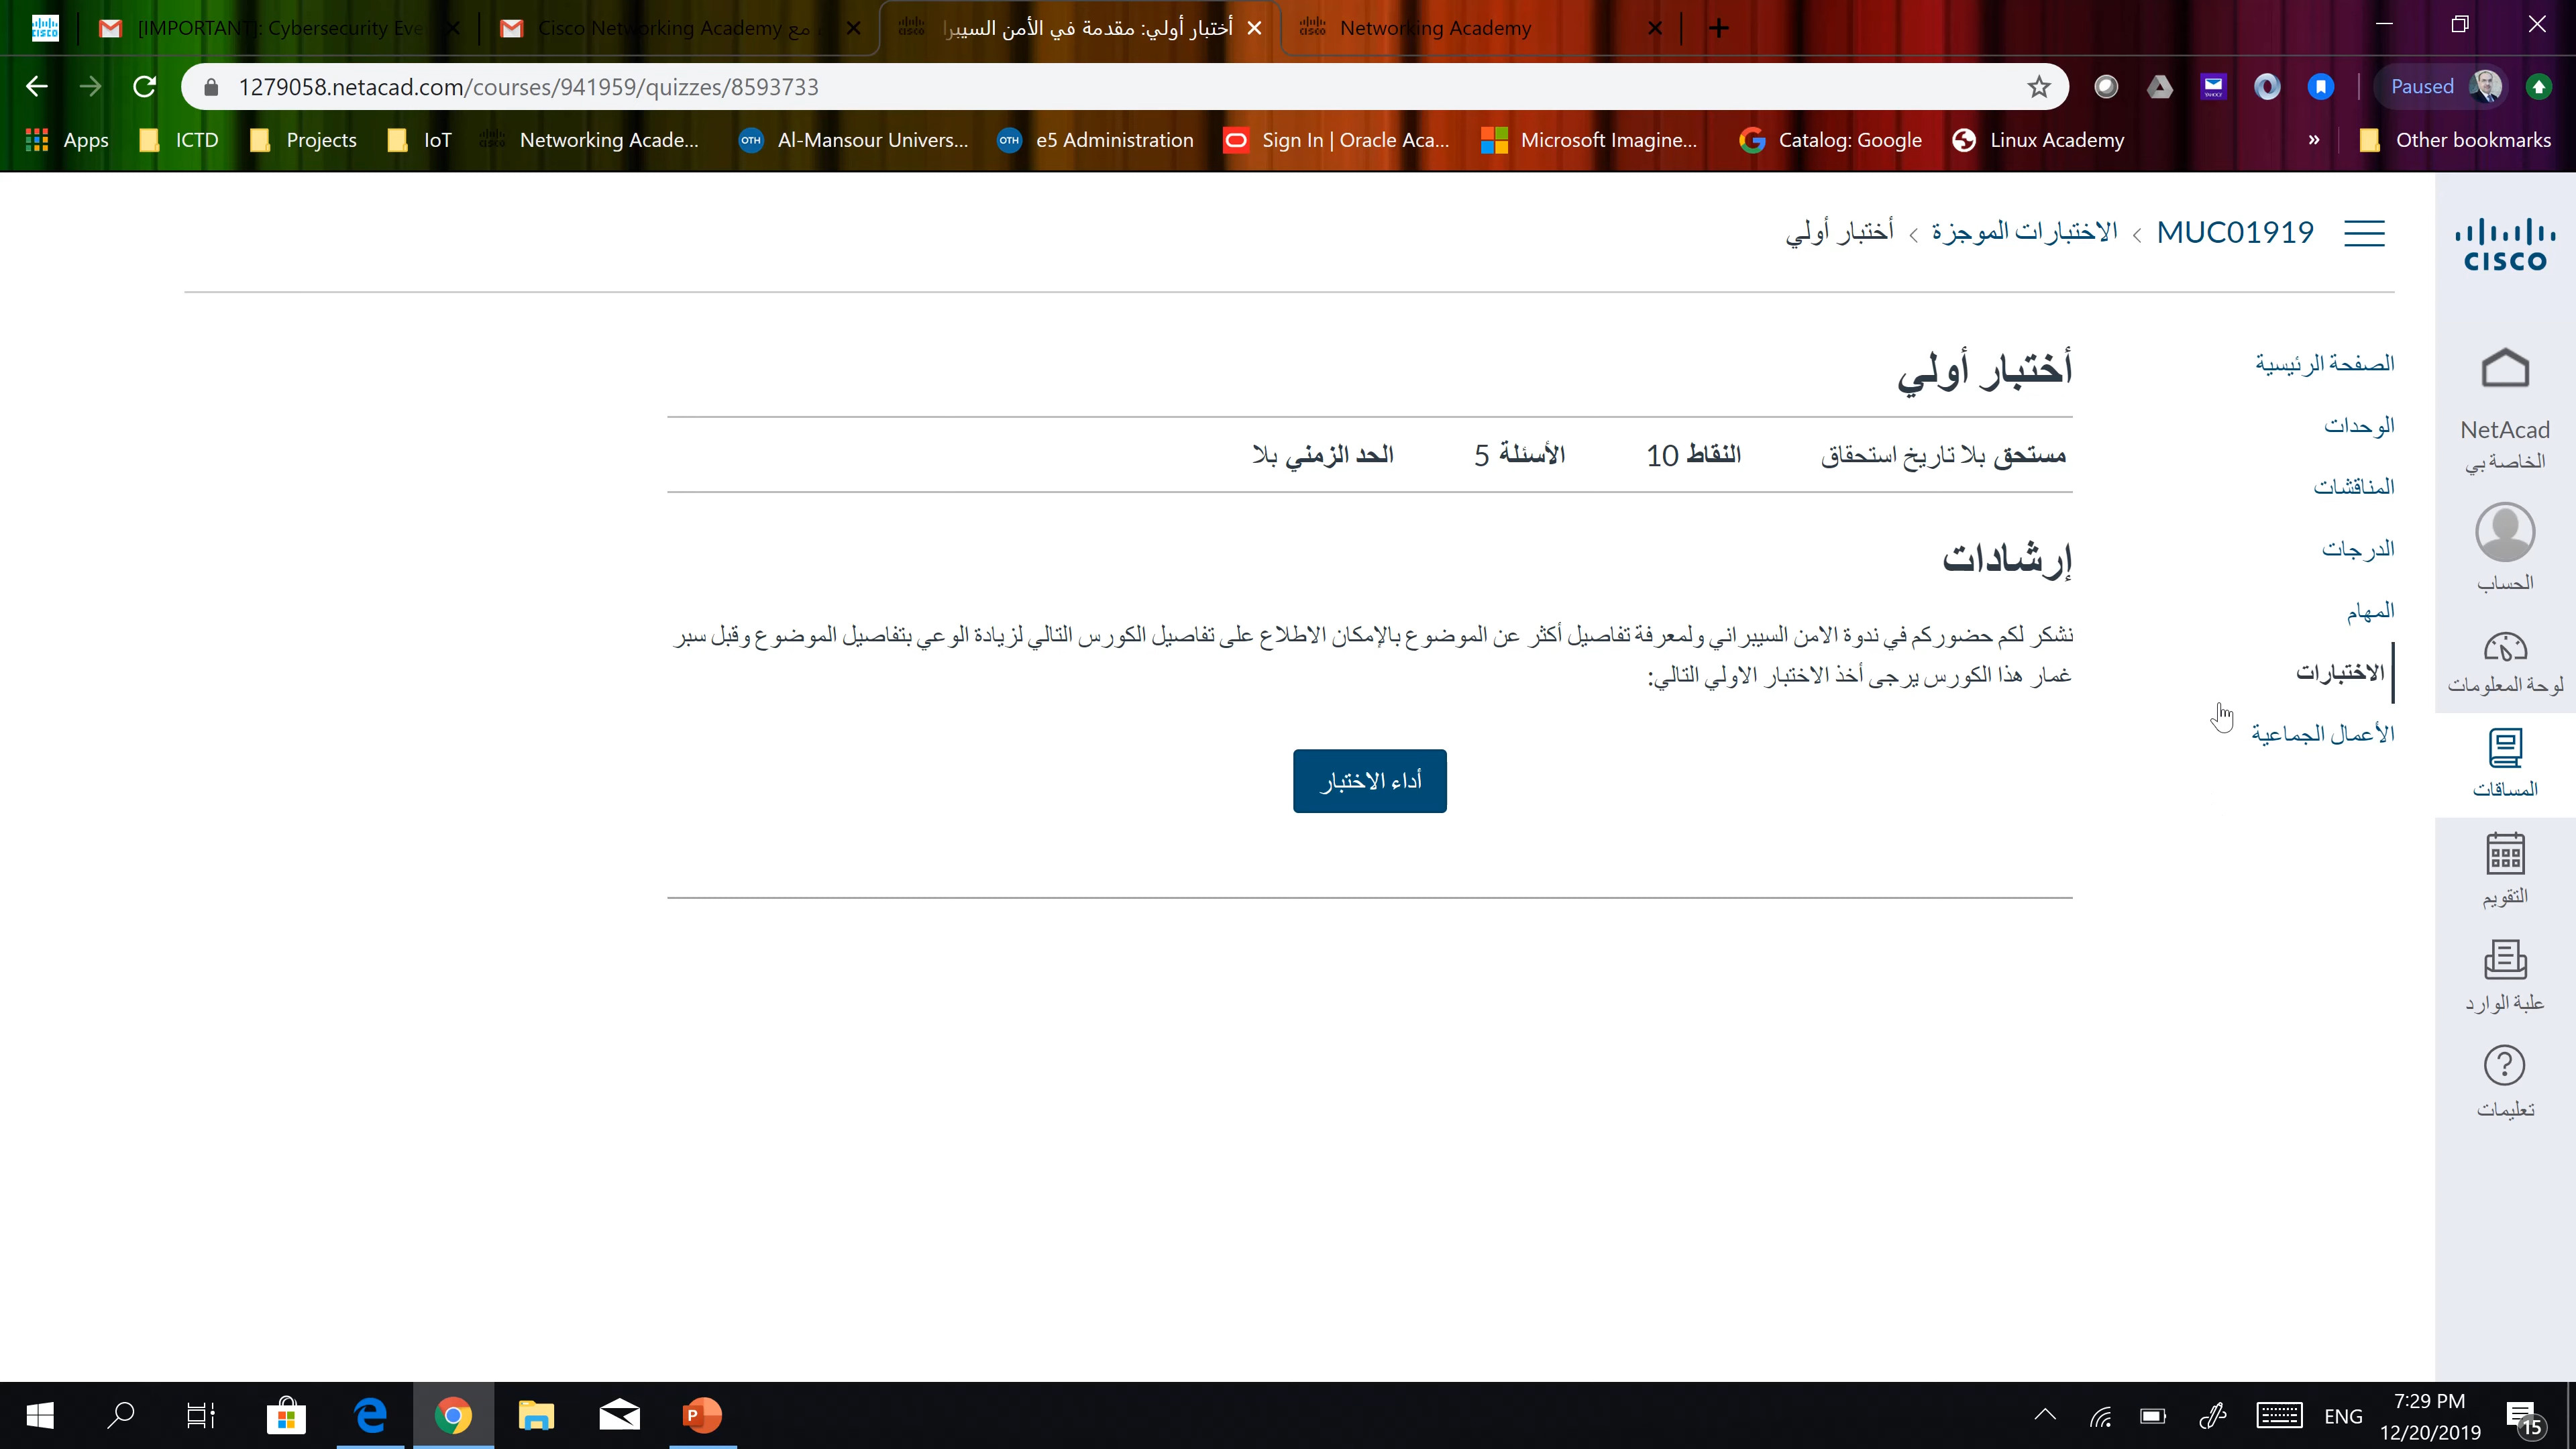 [IMPORTANT]: Cybersecurity Eve
Cisco Networking Academy مع
أختبار أولي: مقدمة في الأمن السيبرا
Networking Academy
1279058.netacad.com/courses/941959/quizzes/8593733
Paused
Apps
ICTD
Projects
IoT
Networking Acade...
Al-Mansour Univers...
e5 Administration
Sign In | Oracle Aca...
Microsoft Imagine...
Catalog: Google
Linux Academy
»
Other bookmarks
MUC01919 › الاختبارات الموجزة › أختبار أولي
CISCO
NetAcad
الخاصة بي
الحساب
لوحة المعلومات
المساقات
التقويم
علبة الوارد
تعليمات
الصفحة الرئيسية
الوحدات
المناقشات
الدرجات
المهام
الاختبارات
الأعمال الجماعية
أختبار أولي
مستحق بلا تاريخ استحقاق النقاط 10 الأسئلة 5 الحد الزمني بلا
إرشادات
نشكر لكم حضوركم في ندوة الامن السيبراني ولمعرفة تفاصيل أكثر عن الموضوع بالإمكان الاطلاع على تفاصيل الكورس التالي لزيادة الوعي بتفاصيل الموضوع وقبل سبر
غمار هذا الكورس يرجى أخذ الاختبار الاولي التالي:
أداء الاختبار
ENG
7:29 PM
12/20/2019
15